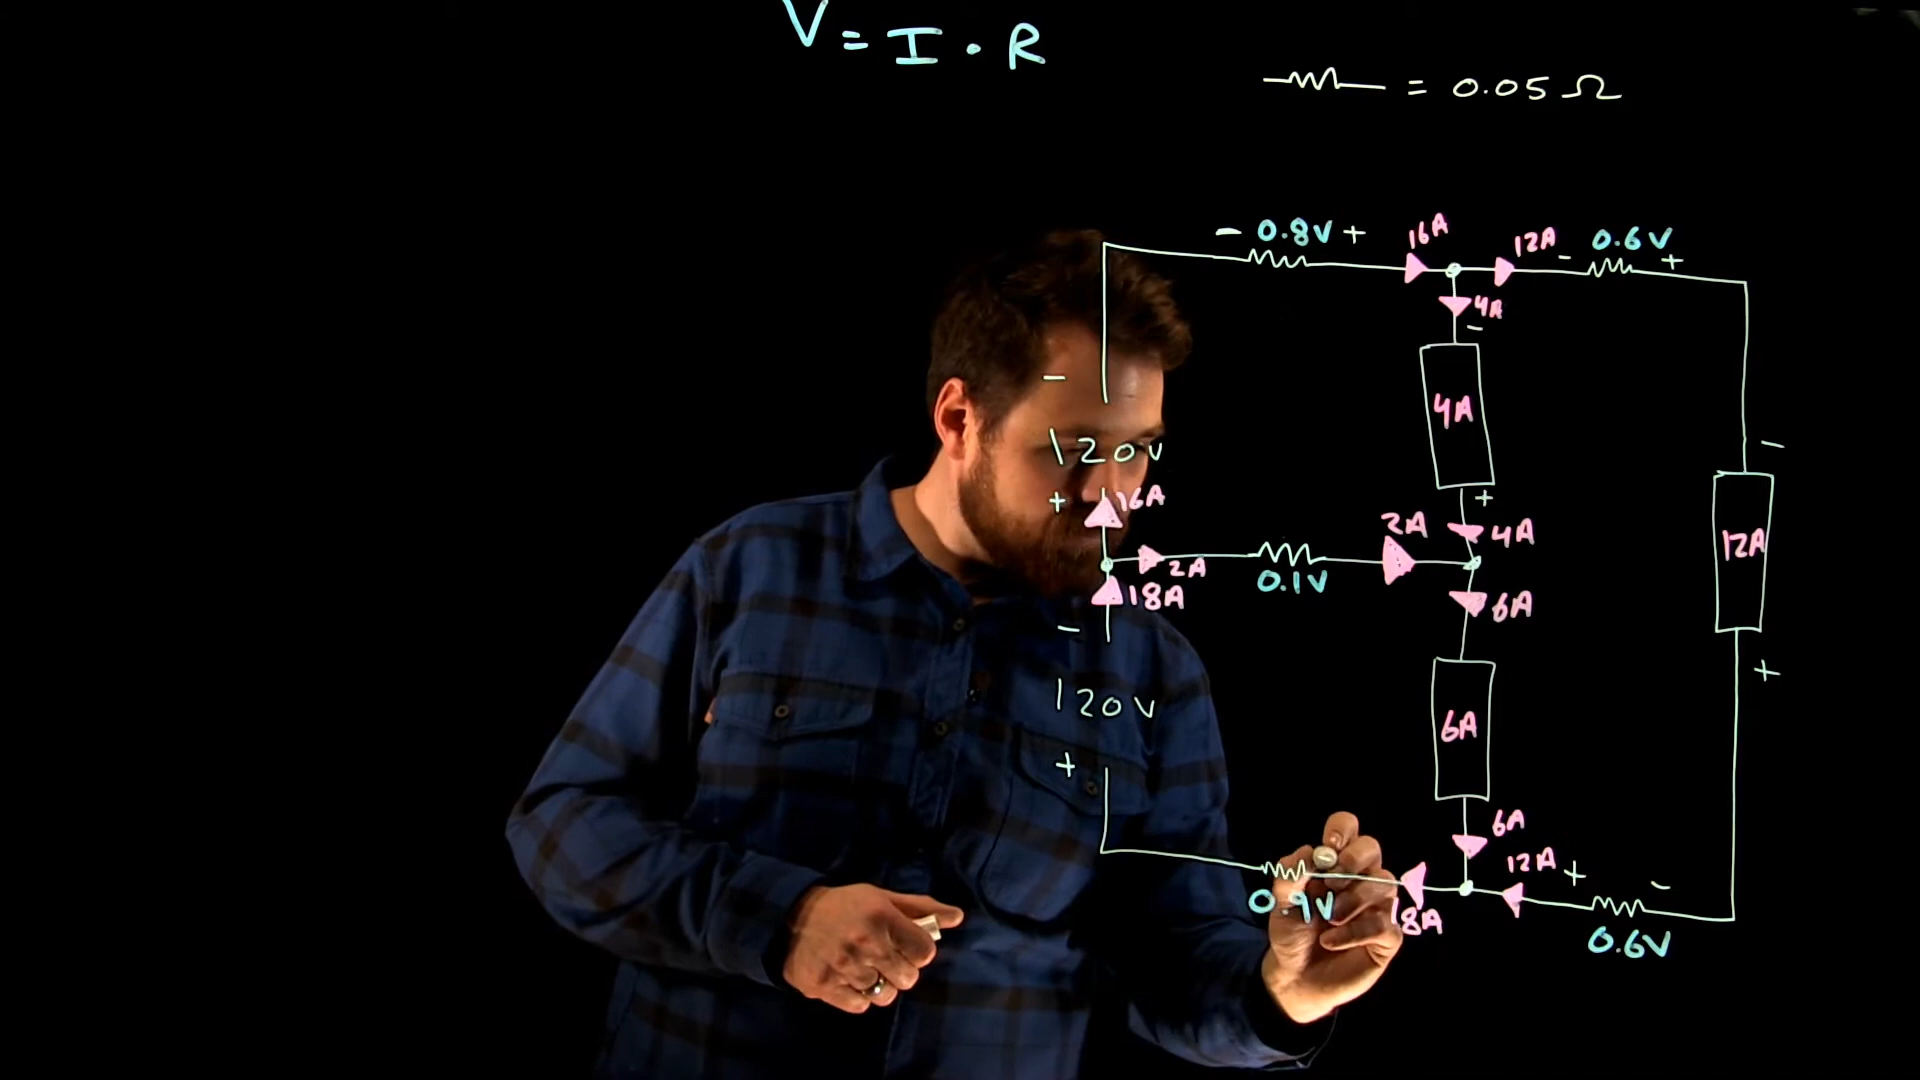 V = I · R
= 0.05 Ω
- 0.8V +
16A
12A
- 0.6V +
4A
-
-
4A
-
120V
+
16A
+
2A
4A
12A
2A
0.1V
18A
6A
-
+
120V
6A
+
6A
12A
+
-
0.9V
18A
0.6V